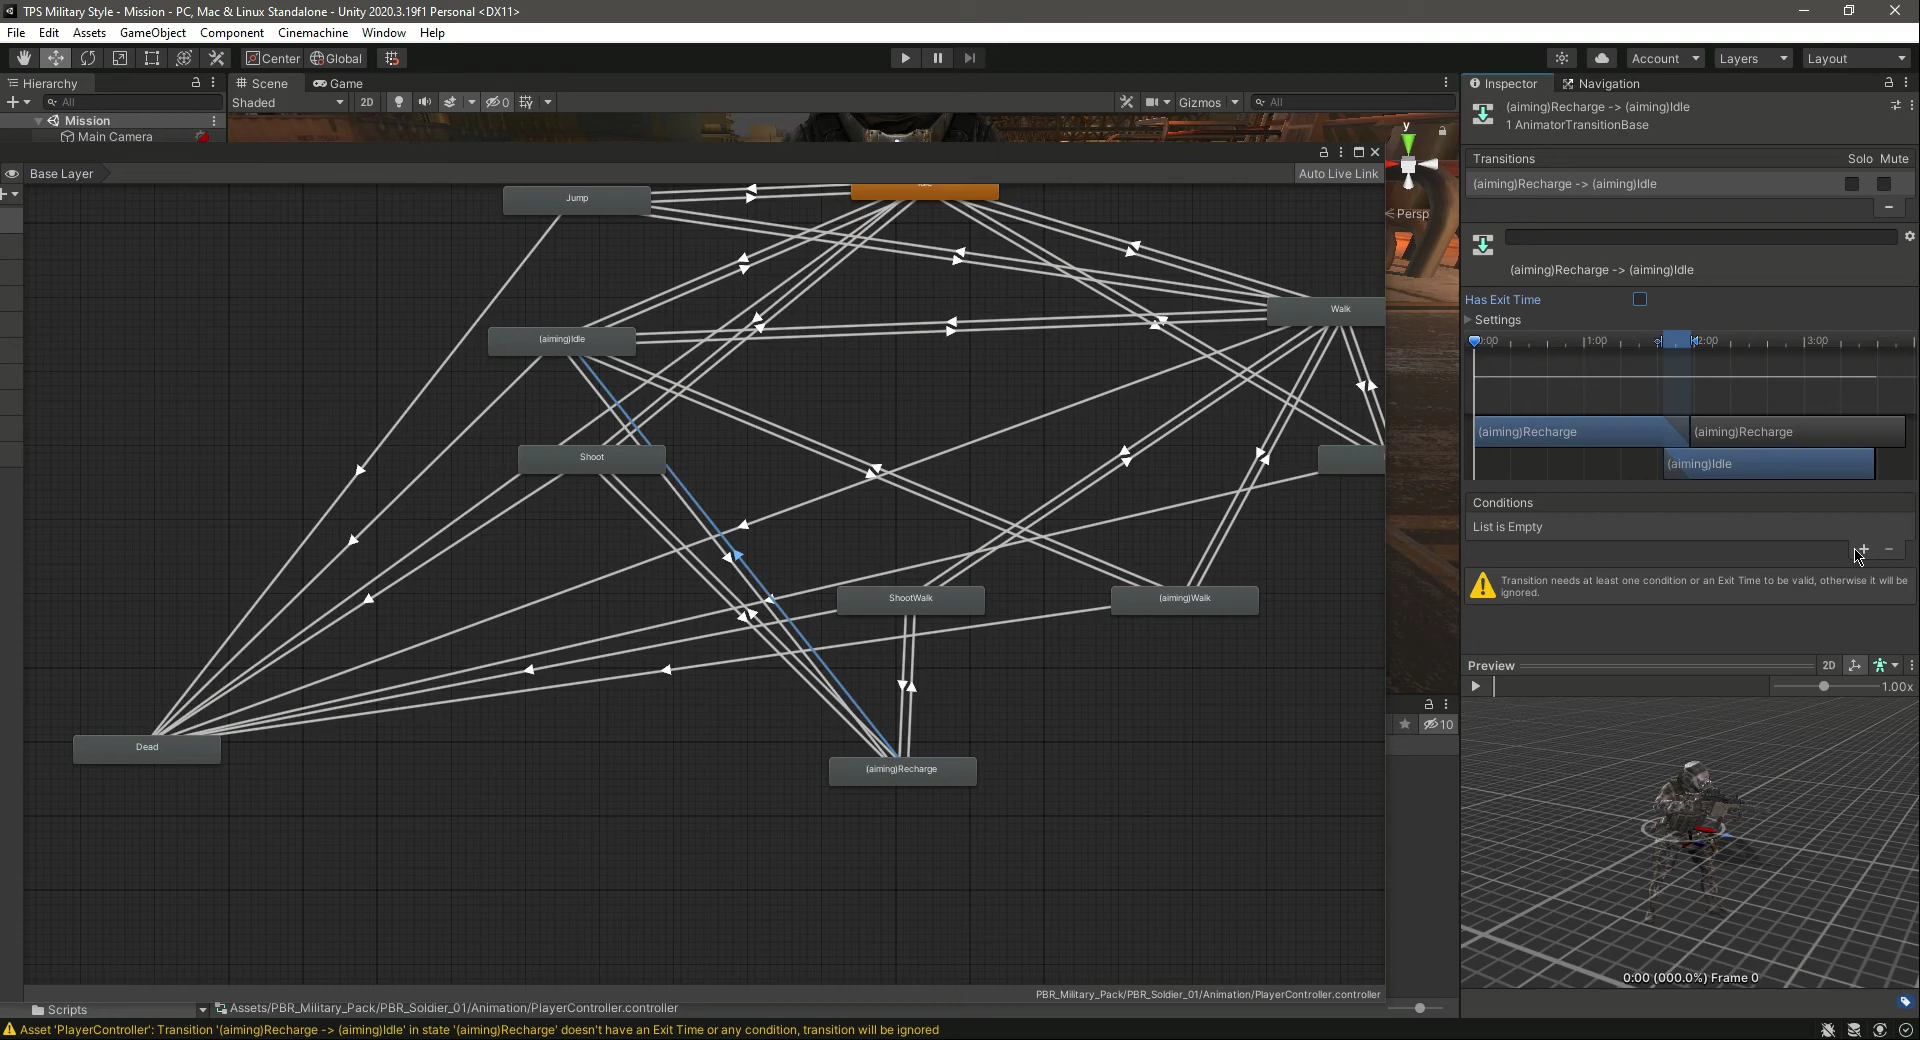 TPS Military Style - Mission - PC, Mac & Linux Standalone - Unity 2020.3.19f1 Personal <DX11>
File Edit Assets GameObject Component Cinemachine Window Help
Center Global Account Layers Layout
Hierarchy Scene Game Inspector Navigation
All Shaded 2D 0 Gizmos All
Mission
Main Camera
(aiming)Recharge -> (aiming)Idle
1 AnimatorTransitionBase
Base Layer Auto Live Link
y
Persp
Transitions Solo Mute
(aiming)Recharge -> (aiming)Idle
(aiming)Recharge -> (aiming)Idle
Has Exit Time
Settings
:00 1:00 2:00 3:00
(aiming)Recharge (aiming)Recharge
(aiming)Idle
Conditions
List is Empty
Transition needs at least one condition or an Exit Time to be valid, otherwise it will be
ignored.
Preview 2D
1.00x
10
0:00 (000.0%) Frame 0
Jump
Walk
(aiming)Idle
Shoot
ShootWalk
(aiming)Walk
Dead
(aiming)Recharge
PBR_Military_Pack/PBR_Soldier_01/Animation/PlayerController.controller
Scripts Assets/PBR_Military_Pack/PBR_Soldier_01/Animation/PlayerController.controller
Asset 'PlayerController': Transition '(aiming)Recharge -> (aiming)Idle' in state '(aiming)Recharge' doesn't have an Exit Time or any condition, transition will be ignored